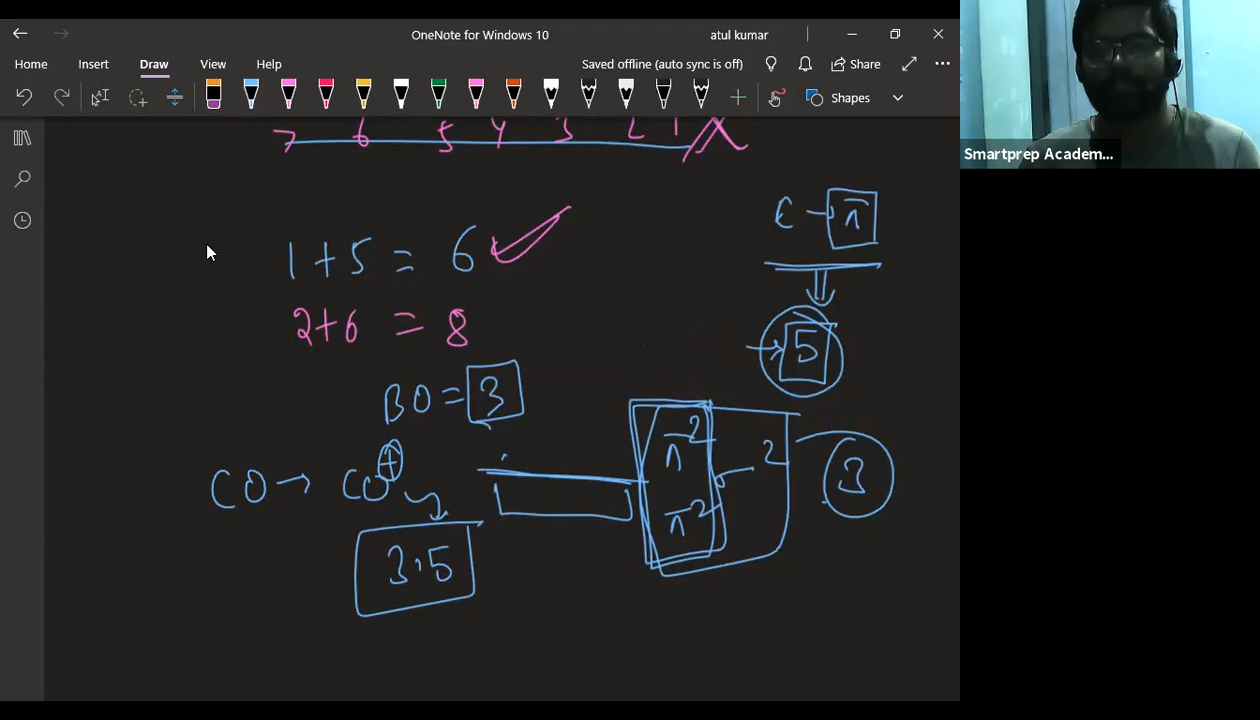 OneNote for Windows 10
atul kumar
Home Insert Draw View Help
Saved offline (auto sync is off)
Share
Shapes
Smartprep Academ...
7 6 5 4 3 2 1
1 + 5 = 6 ✓
2 + 6 = 8
BO = 3
CO → CO⊕
3.5
π
5
π²
π²
σ 2
3